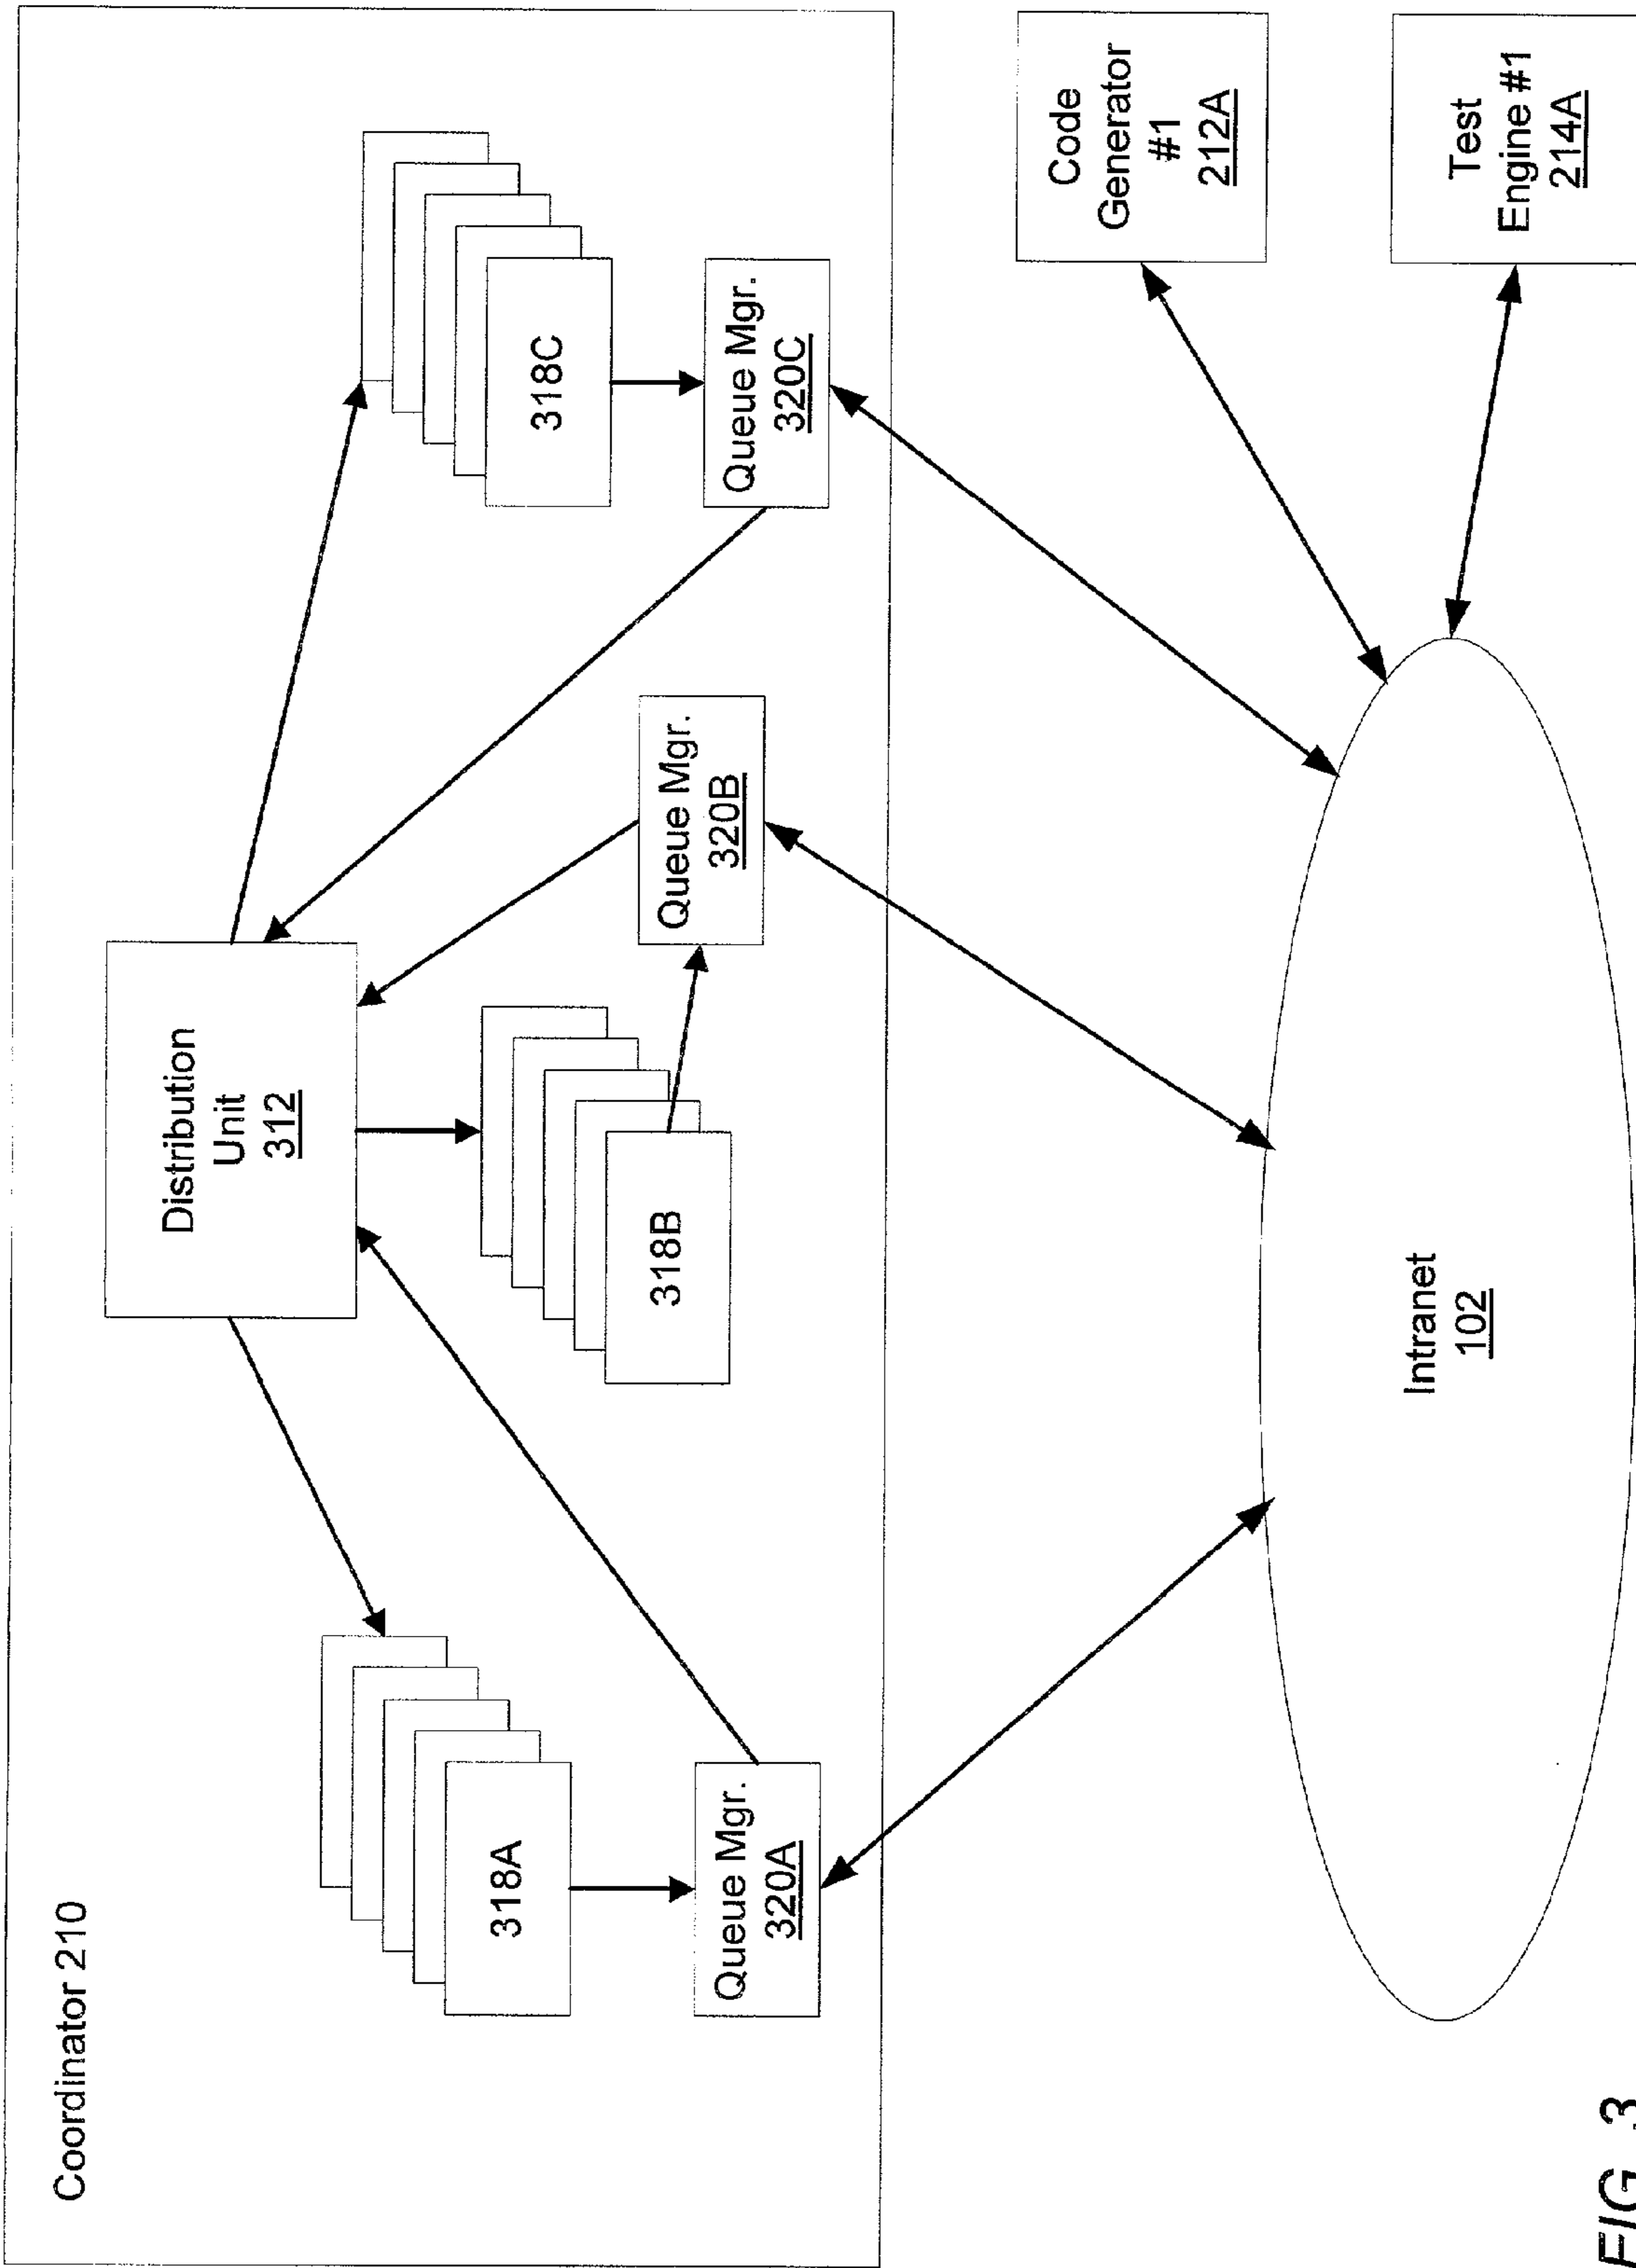 Coordinator 210
Distribution
Unit
312
318A
318B
318C
Queue Mgr.
320A
Queue Mgr.
320B
Queue Mgr.
320C
Intranet
102
Code
Generator
#1
212A
Test
Engine #1
214A
FIG. 3